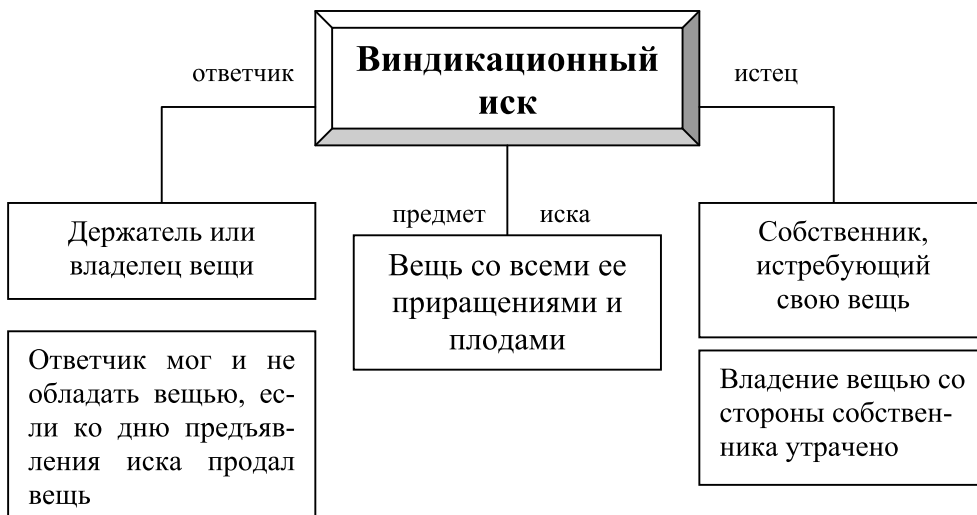 Виндикационный
иск
ответчик
истец
Держатель или
владелец вещи
предмет иска
Вещь со всеми ее
приращениями и
плодами
Собственник,
истребующий
свою вещь
Ответчик мог и не
обладать вещью, ес-
ли ко дню предъяв-
ления иска продал
вещь
Владение вещью со
стороны собствен-
ника утрачено